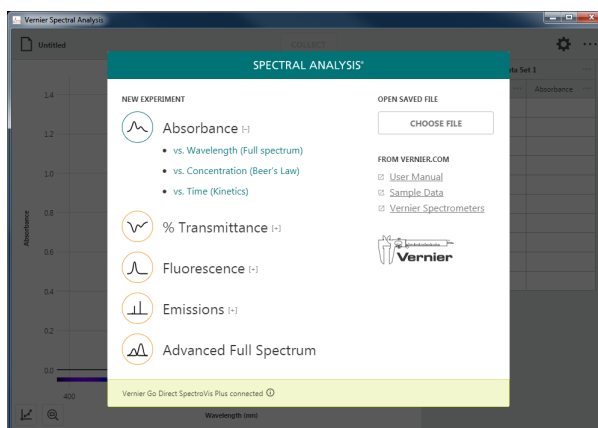 Vernier Spectral Analysis
Untitled
COLLECT
SPECTRAL ANALYSIS®
ta Set 1
Absorbance
1.4
1.2
1.0
0.8
0.6
0.4
0.2
0.0
Absorbance
400
Wavelength (nm)
NEW EXPERIMENT
Absorbance [-]
• vs. Wavelength (Full spectrum)
• vs. Concentration (Beer's Law)
• vs. Time (Kinetics)
% Transmittance [+]
Fluorescence [+]
Emissions [+]
Advanced Full Spectrum
OPEN SAVED FILE
CHOOSE FILE
FROM VERNIER.COM
User Manual
Sample Data
Vernier Spectrometers
Vernier
Vernier Go Direct SpectroVis Plus connected